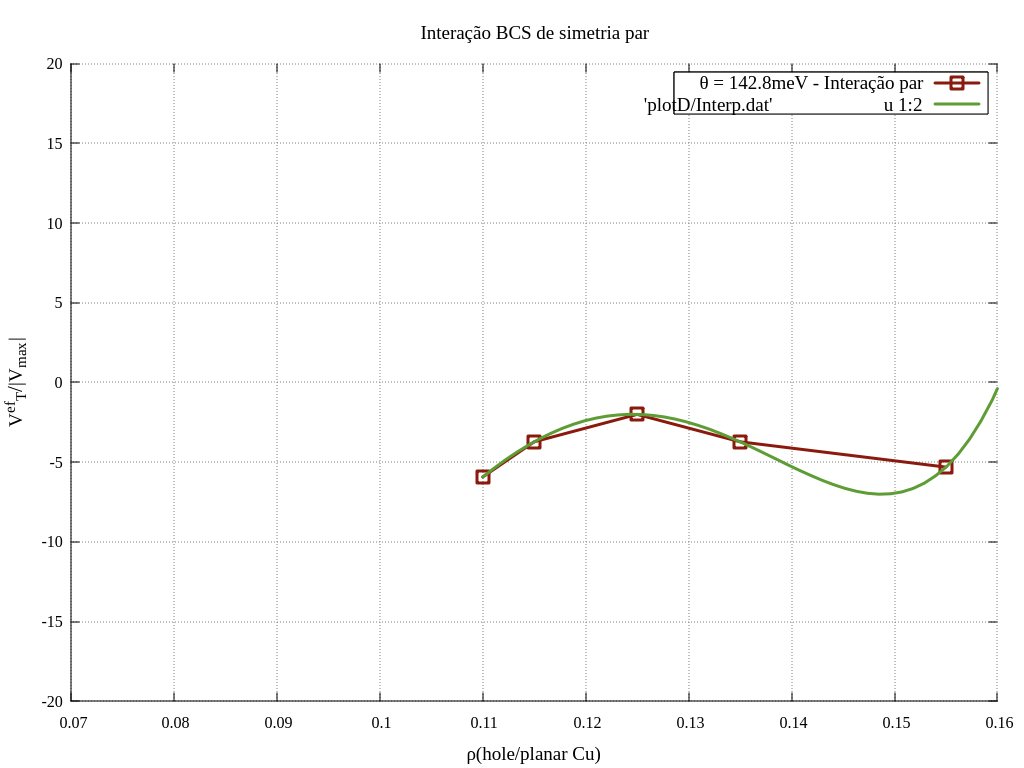 Interação BCS de simetria par
θ = 142.8meV - Interação par
'plotD/Interp.dat' u 1:2
20
15
10
5
0
-5
-10
-15
-20
V^ef_T/|V_max|
0.07 0.08 0.09 0.1 0.11 0.12 0.13 0.14 0.15 0.16
ρ(hole/planar Cu)